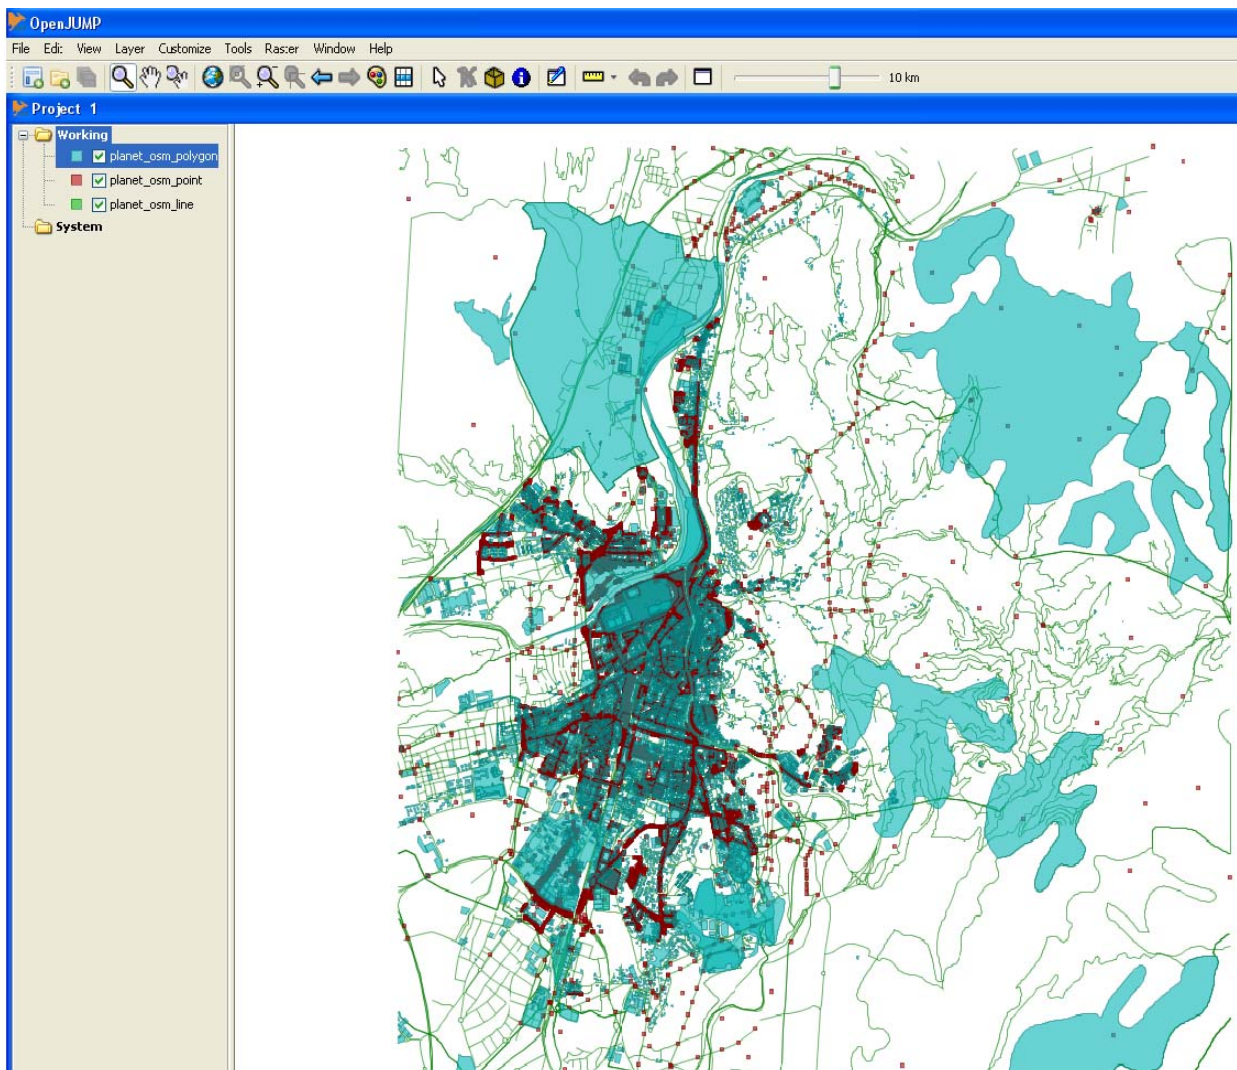 OpenJUMP
File Edit View Layer Customize Tools Raster Window Help
10 km
Project 1
Working
planet_osm_polygon
planet_osm_point
planet_osm_line
System